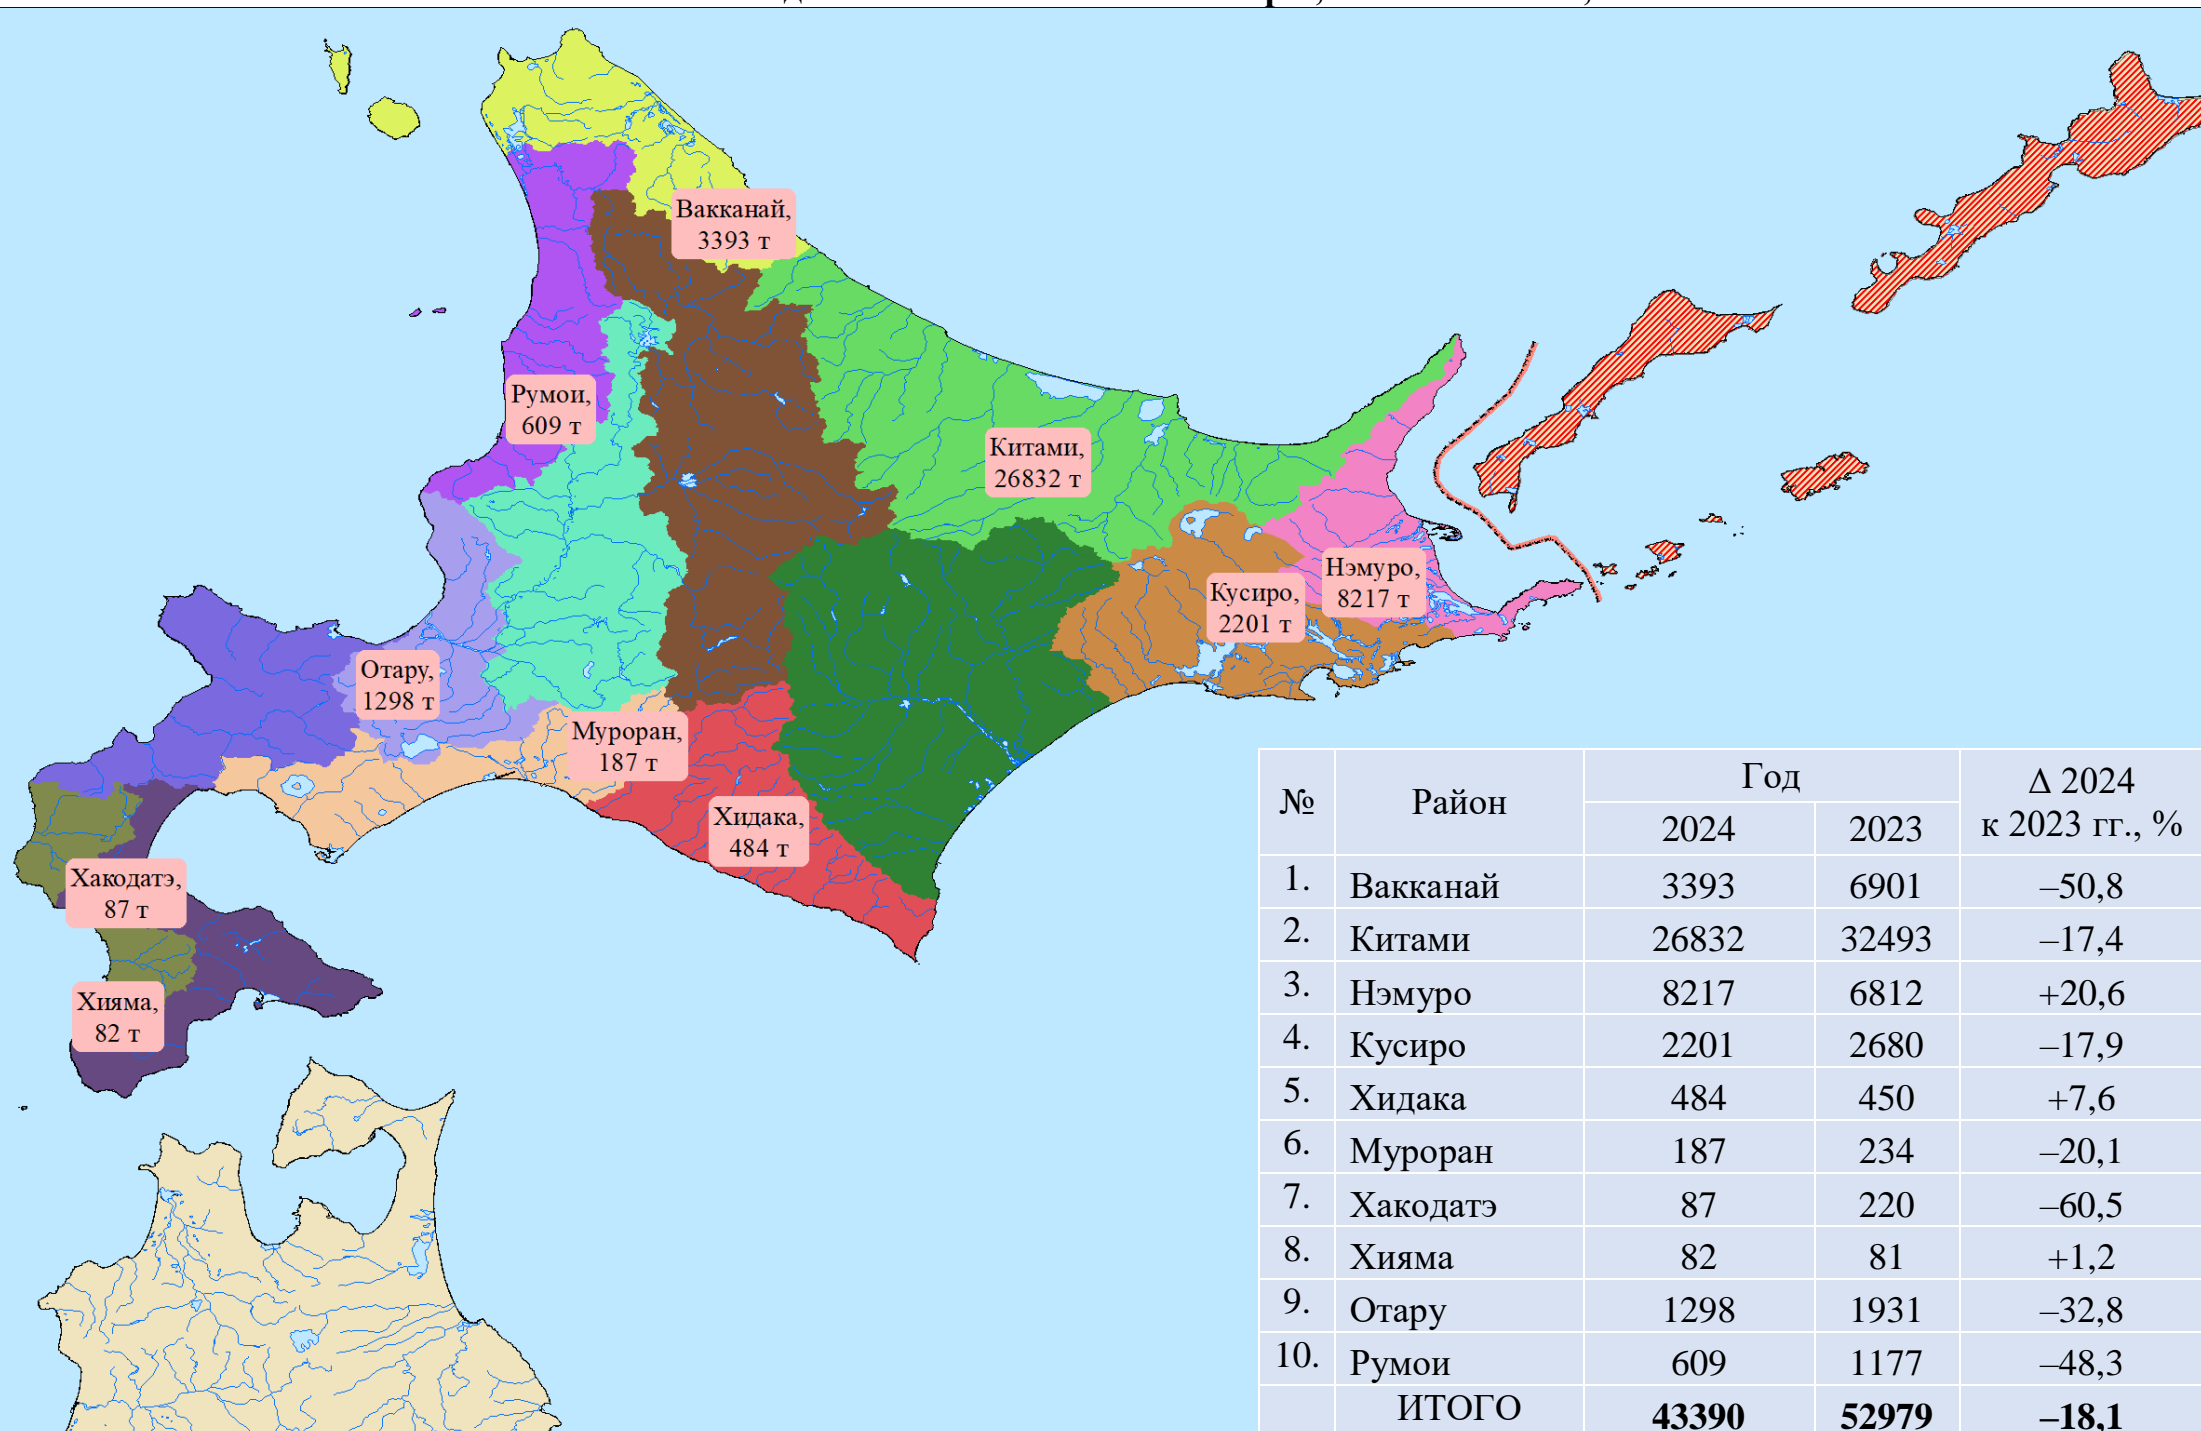 Вакканай,
3393 т
Румои,
609 т
Китами,
26832 т
Нэмуро,
8217 т
Кусиро,
2201 т
Отару,
1298 т
Муроран,
187 т
Хидака,
484 т
Хакодатэ,
87 т
Хияма,
82 т
№ Район Год Δ 2024
к 2023 гг., %
2024 2023
1. Вакканай 3393 6901 –50,8
2. Китами 26832 32493 –17,4
3. Нэмуро 8217 6812 +20,6
4. Кусиро 2201 2680 –17,9
5. Хидака 484 450 +7,6
6. Муроран 187 234 –20,1
7. Хакодатэ 87 220 –60,5
8. Хияма 82 81 +1,2
9. Отару 1298 1931 –32,8
10. Румои 609 1177 –48,3
ИТОГО 43390 52979 –18,1